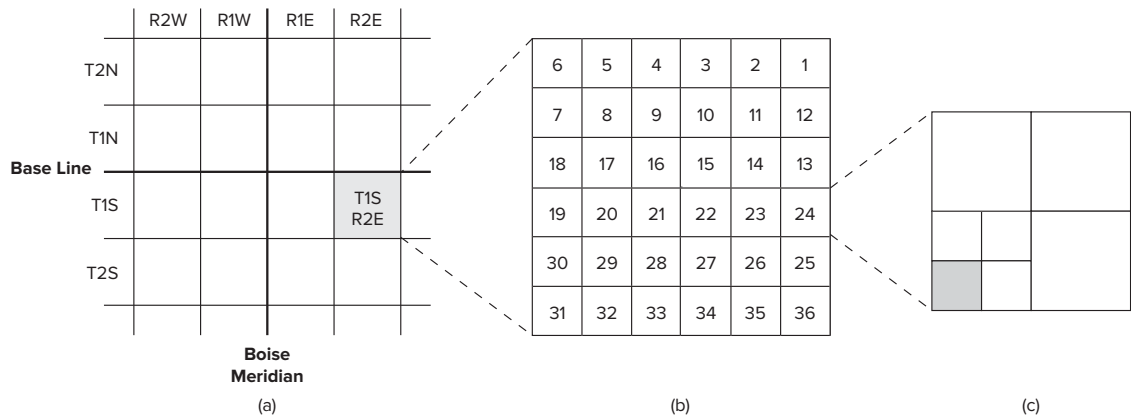 R2W R1W R1E R2E
T2N
T1N
Base Line
T1S
T1S
R2E
T2S
Boise
Meridian
(a)
6 5 4 3 2 1
7 8 9 10 11 12
18 17 16 15 14 13
19 20 21 22 23 24
30 29 28 27 26 25
31 32 33 34 35 36
(b)
(c)